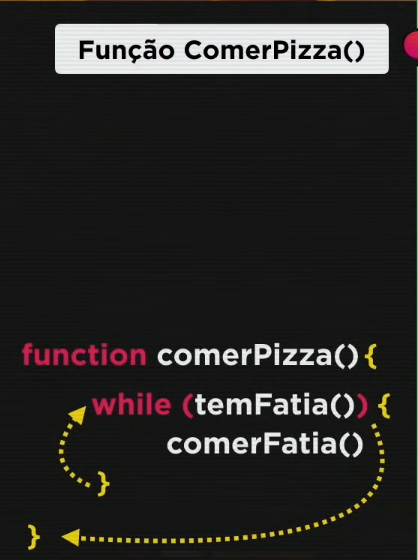 Função ComerPizza()
function comerPizza() {
while (temFatia()) {
comerFatia()
}
}